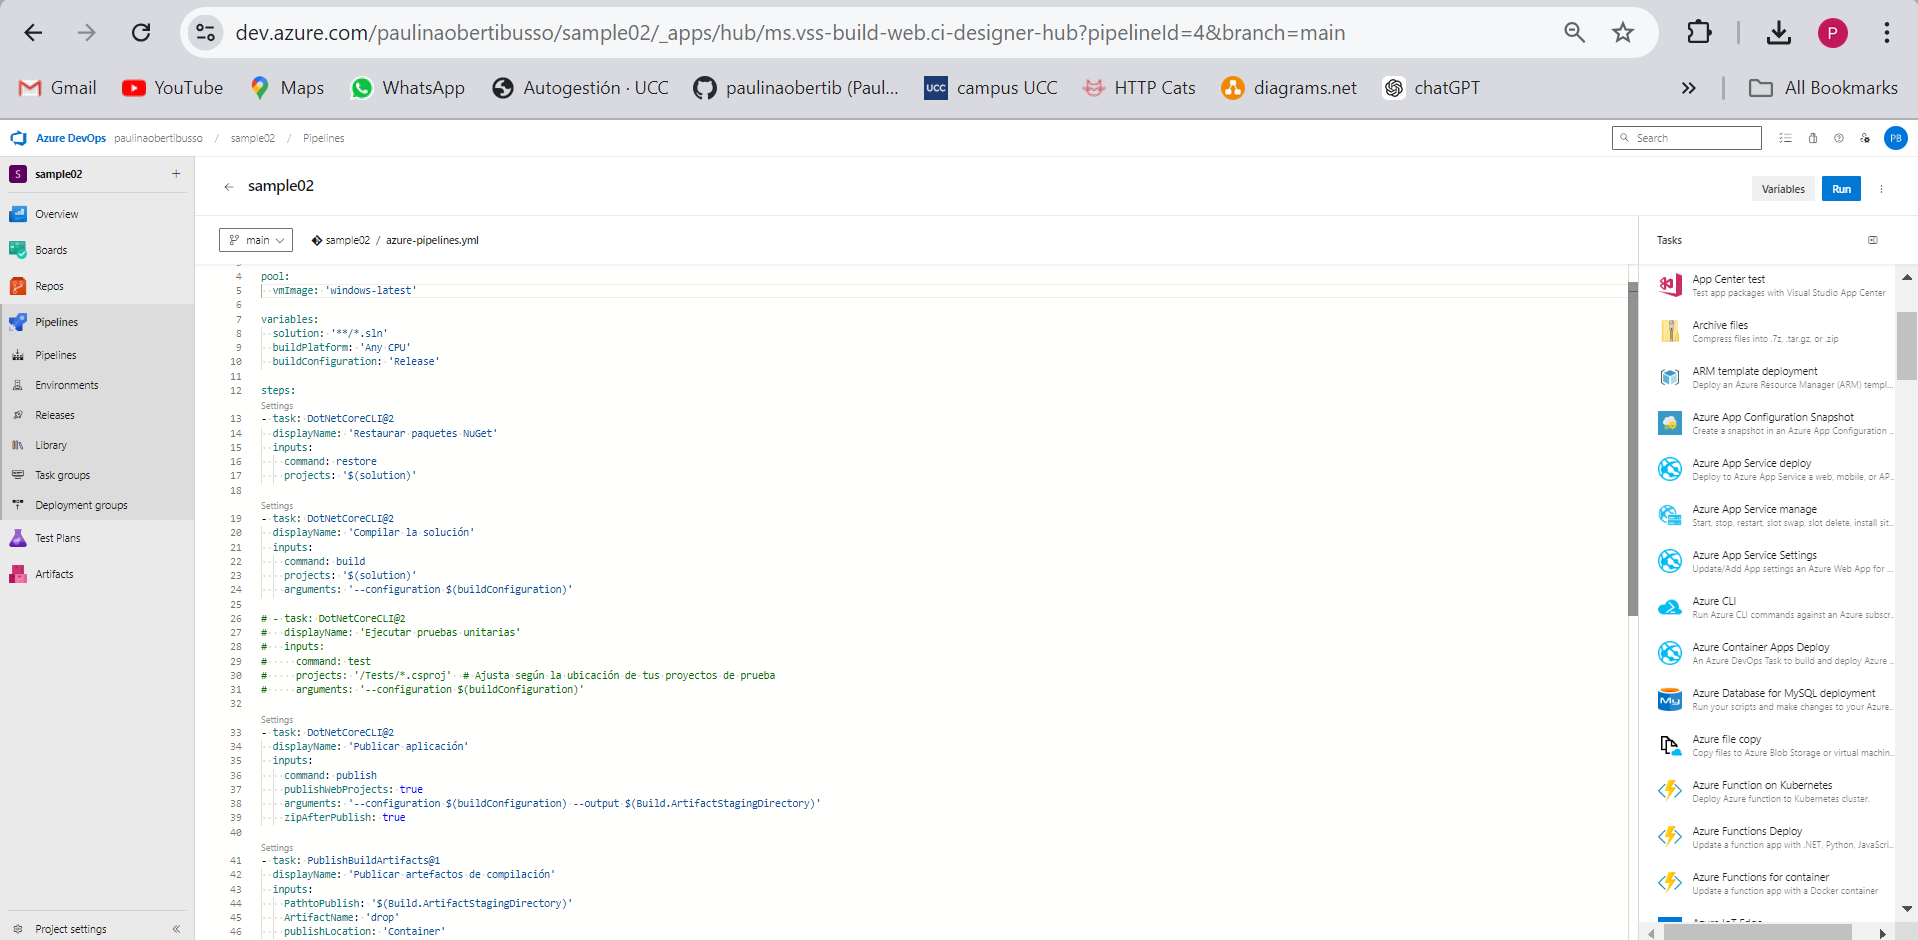 dev.azure.com/paulinaobertibusso/sample02/_apps/hub/ms.vss-build-web.ci-designer-hub?pipelineId=4&branch=main
P
Gmail
YouTube
Maps
WhatsApp
Autogestión · UCC
paulinaobertib (Paul...
UCC
campus UCC
HTTP Cats
diagrams.net
chatGPT
»
All Bookmarks
Azure DevOps
paulinaobertibusso / sample02 / Pipelines
Search
PB
S
sample02
+
Overview
Boards
Repos
Pipelines
Pipelines
Environments
Releases
Library
Task groups
Deployment groups
Test Plans
Artifacts
Project settings
«
sample02
Variables
Run
main
sample02 / azure-pipelines.yml
4 pool:
5 vmImage: 'windows-latest'
6
7 variables:
8 solution: '**/*.sln'
9 buildPlatform: 'Any CPU'
10 buildConfiguration: 'Release'
11
12 steps:
Settings
13 - task: DotNetCoreCLI@2
14 displayName: 'Restaurar paquetes NuGet'
15 inputs:
16 command: restore
17 projects: '$(solution)'
18
Settings
19 - task: DotNetCoreCLI@2
20 displayName: 'Compilar la solución'
21 inputs:
22 command: build
23 projects: '$(solution)'
24 arguments: '--configuration $(buildConfiguration)'
25
26 # - task: DotNetCoreCLI@2
27 # displayName: 'Ejecutar pruebas unitarias'
28 # inputs:
29 # command: test
30 # projects: '/Tests/*.csproj' # Ajusta según la ubicación de tus proyectos de prueba
31 # arguments: '--configuration $(buildConfiguration)'
32
Settings
33 - task: DotNetCoreCLI@2
34 displayName: 'Publicar aplicación'
35 inputs:
36 command: publish
37 publishWebProjects: true
38 arguments: '--configuration $(buildConfiguration) --output $(Build.ArtifactStagingDirectory)'
39 zipAfterPublish: true
40
Settings
41 - task: PublishBuildArtifacts@1
42 displayName: 'Publicar artefactos de compilación'
43 inputs:
44 PathtoPublish: '$(Build.ArtifactStagingDirectory)'
45 ArtifactName: 'drop'
46 publishLocation: 'Container'
Tasks
App Center test
Test app packages with Visual Studio App Center
Archive files
Compress files into .7z, .tar.gz, or .zip
ARM template deployment
Deploy an Azure Resource Manager (ARM) templ...
Azure App Configuration Snapshot
Create a snapshot in an Azure App Configuration ...
Azure App Service deploy
Deploy to Azure App Service a web, mobile, or AP...
Azure App Service manage
Start, stop, restart, slot swap, slot delete, install sit...
Azure App Service Settings
Update/Add App settings an Azure Web App for ...
Azure CLI
Run Azure CLI commands against an Azure subscr...
Azure Container Apps Deploy
An Azure DevOps Task to build and deploy Azure ...
My
Azure Database for MySQL deployment
Run your scripts and make changes to your Azure...
Azure file copy
Copy files to Azure Blob Storage or virtual machin...
Azure Function on Kubernetes
Deploy Azure function to Kubernetes cluster.
Azure Functions Deploy
Update a function app with .NET, Python, JavaScri...
Azure Functions for container
Update a function app with a Docker container